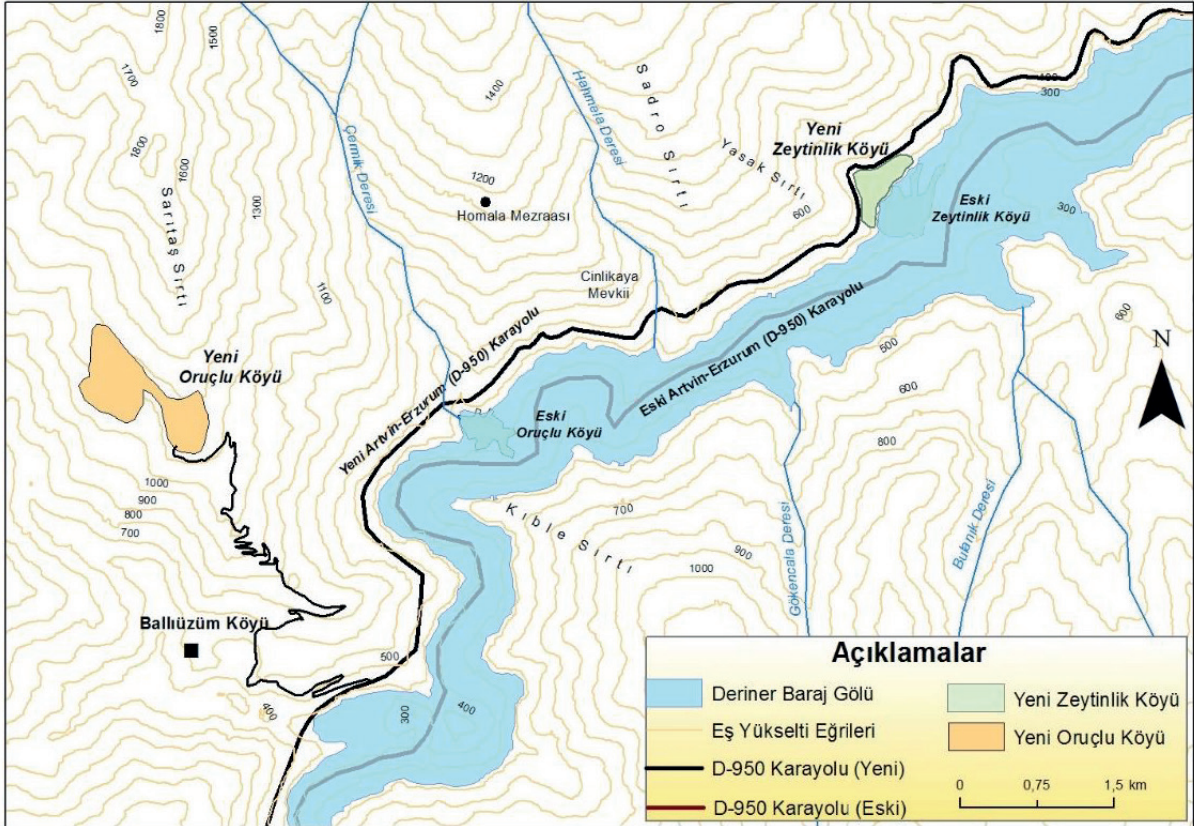 1800
1500
1700
1800
1600
1300
Sarıtaş Sırtı
1100
Çermik Deresi
1400
1200
Homala Mezraası
Hahmala Deresi
Sadro Sırtı
Yasak Sırtı
600
Cinlikaya
Mevkii
Yeni
Zeytinlik Köyü
400
300
Eski
Zeytinlik Köyü
300
600
N
Yeni
Oruçlu Köyü
Yeni Artvin-Erzurum (D-950) Karayolu
Eski Artvin-Erzurum (D-950) Karayolu
Eski
Oruçlu Köyü
500
600
800
1000
900
800
700
Kıble Sırtı
700
900
1000
Gökencala Deresi
Bulanık Deresi
Ballıüzüm Köyü
500
400
300
400
Açıklamalar
Deriner Baraj Gölü
Eş Yükselti Eğrileri
D-950 Karayolu (Yeni)
D-950 Karayolu (Eski)
Yeni Zeytinlik Köyü
Yeni Oruçlu Köyü
0
0,75
1,5 km